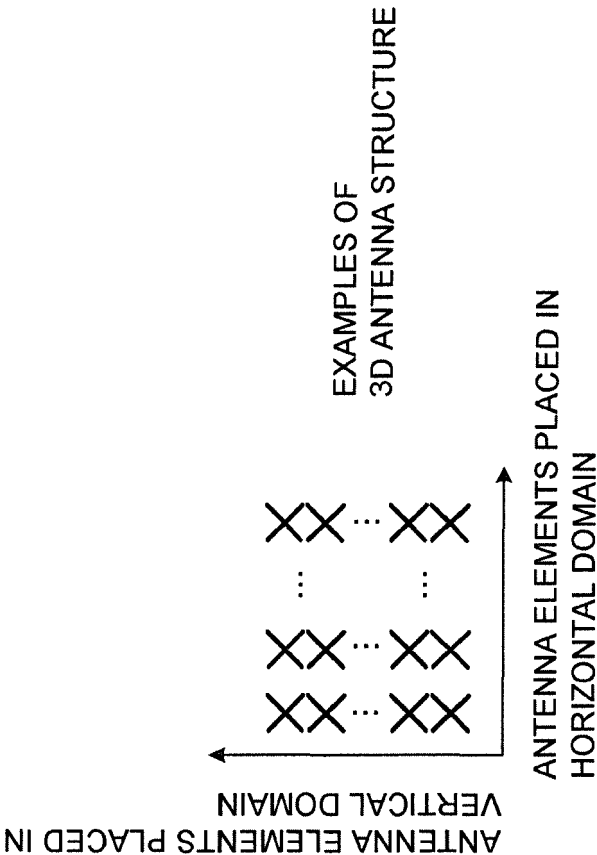 EXAMPLES OF
3D ANTENNA STRUCTURE
ANTENNA ELEMENTS PLACED IN
VERTICAL DOMAIN
ANTENNA ELEMENTS PLACED IN
HORIZONTAL DOMAIN